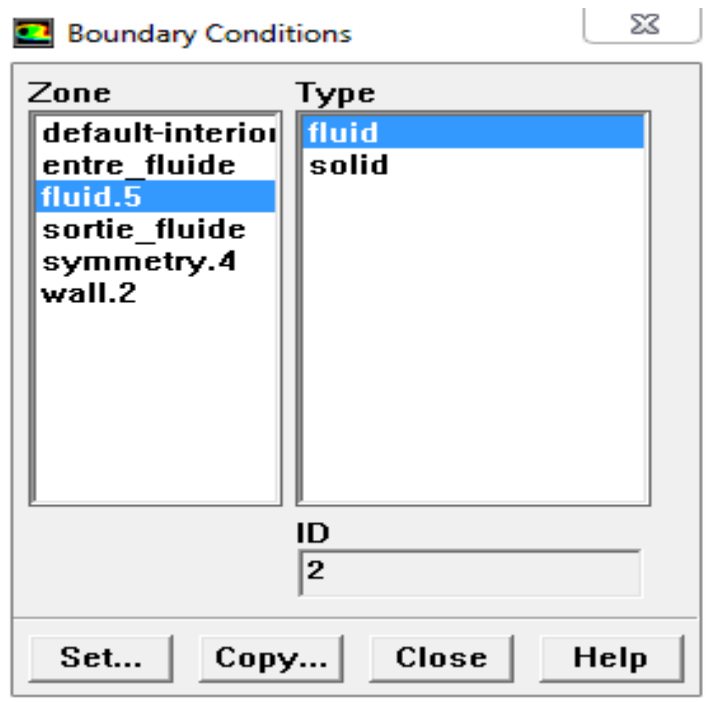 Boundary Conditions
Zone
default-interior
entre_fluide
fluid.5
sortie_fluide
symmetry.4
wall.2
Type
fluid
solid
ID
2
Set...
Copy...
Close
Help